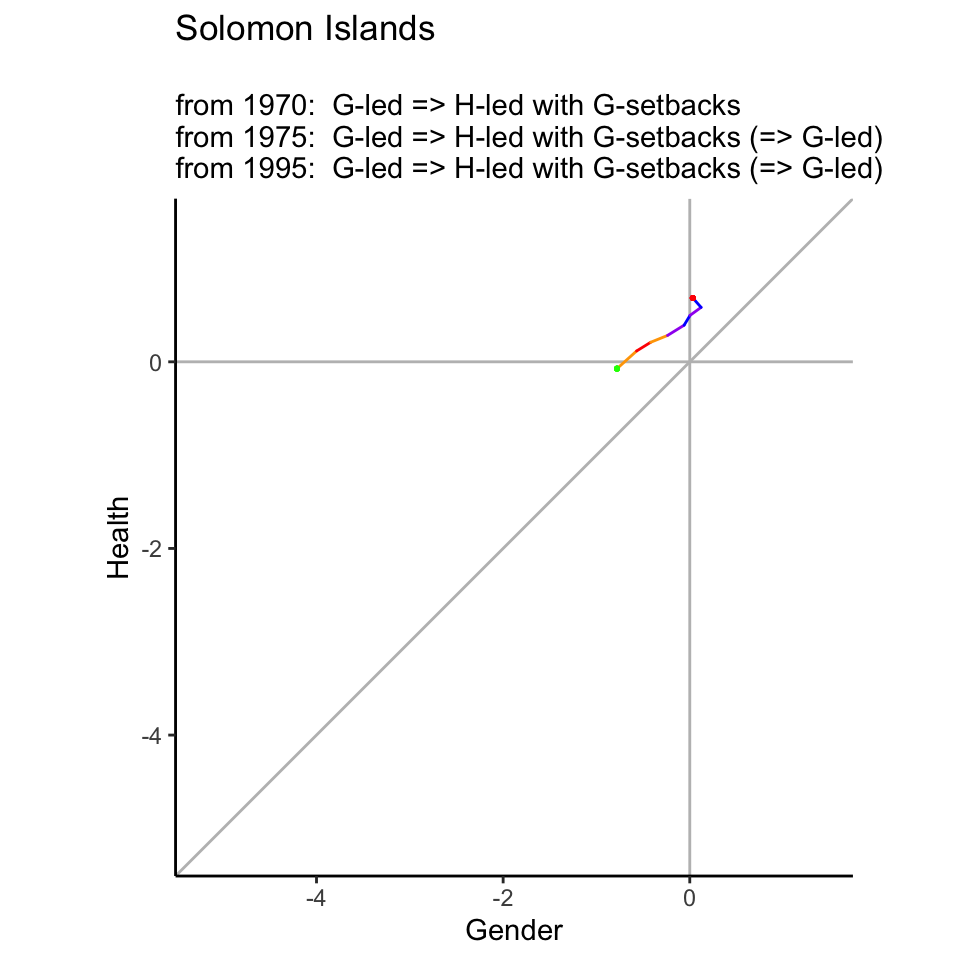 Solomon Islands
from 1970:  G-led => H-led with G-setbacks
from 1975:  G-led => H-led with G-setbacks (=> G-led)
from 1995:  G-led => H-led with G-setbacks (=> G-led)
0
-2
-4
Health
-4
-2
0
Gender